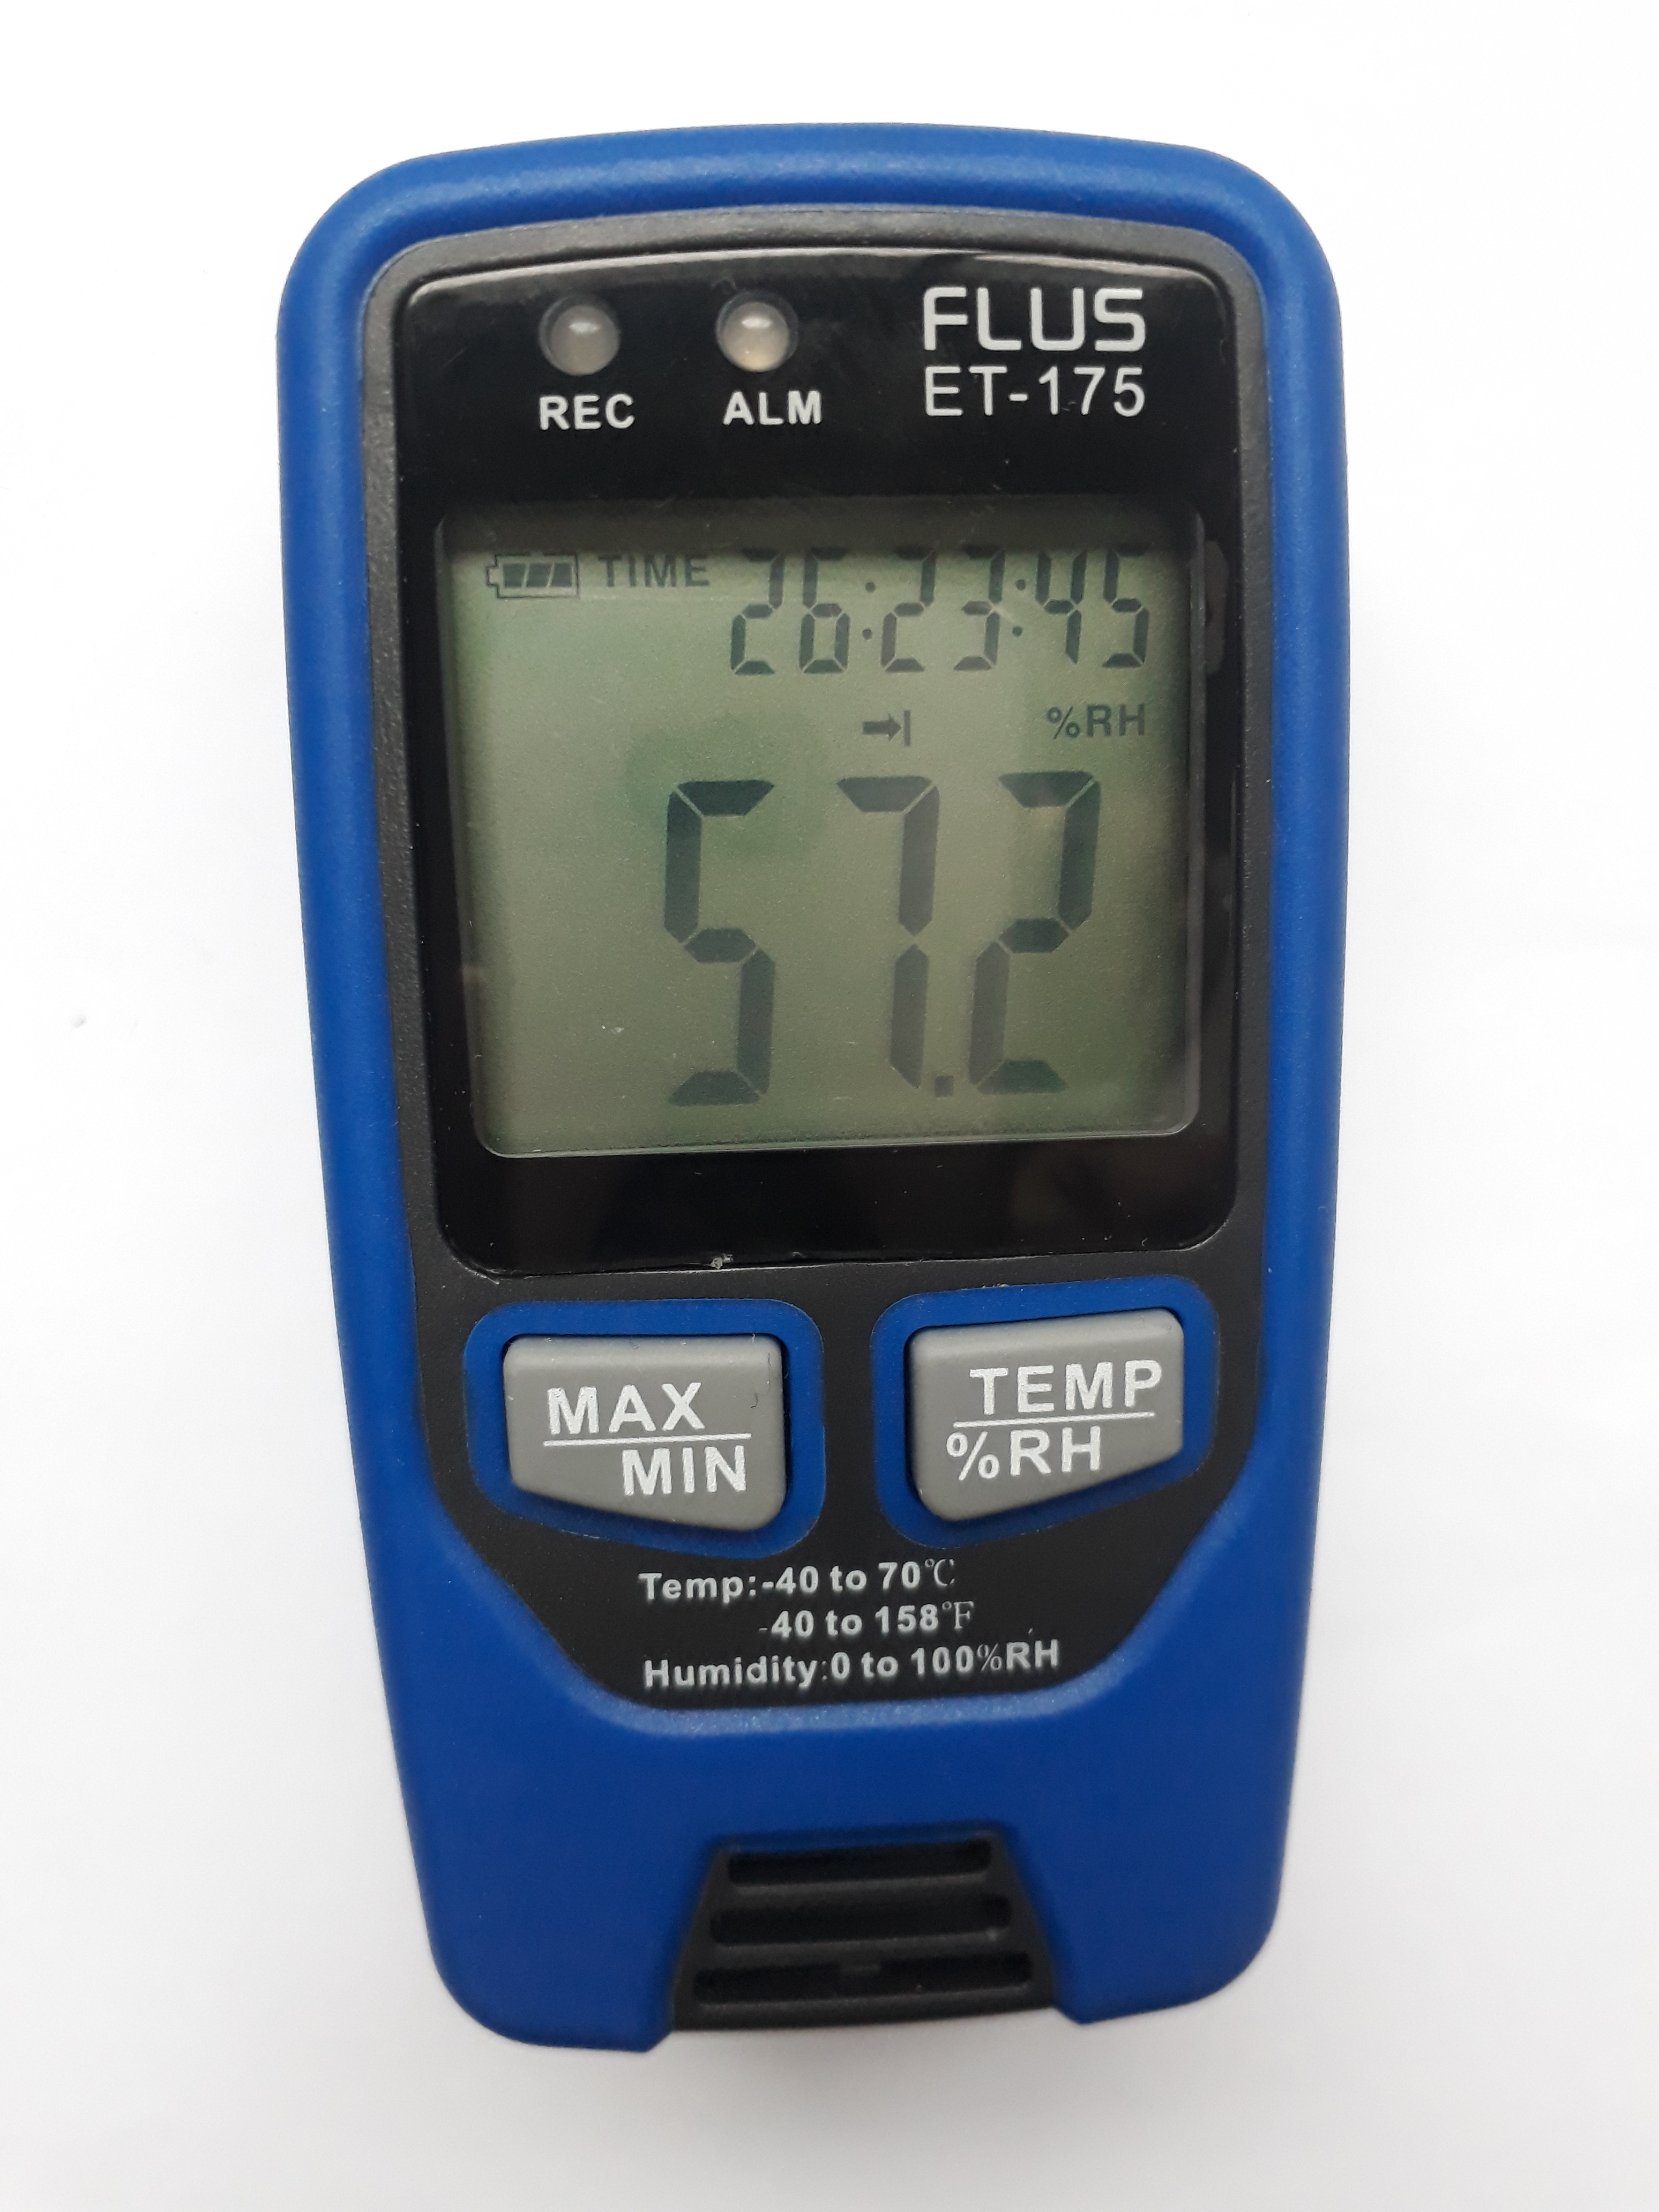 FLUS
ET-175
REC ALM
TIME 26:23:45
%RH
57.2
MAX
MIN
TEMP
%RH
Temp:-40 to 70℃
-40 to 158℉
Humidity:0 to 100%RH